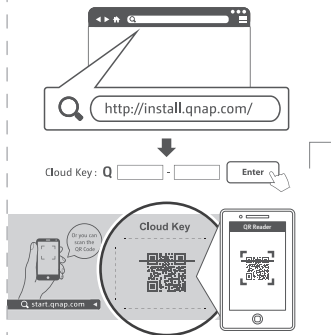 http://install.qnap.com/
Cloud Key : Q - Enter
Or you can
scan the
QR Code
Cloud Key
QR Reader
start.qnap.com